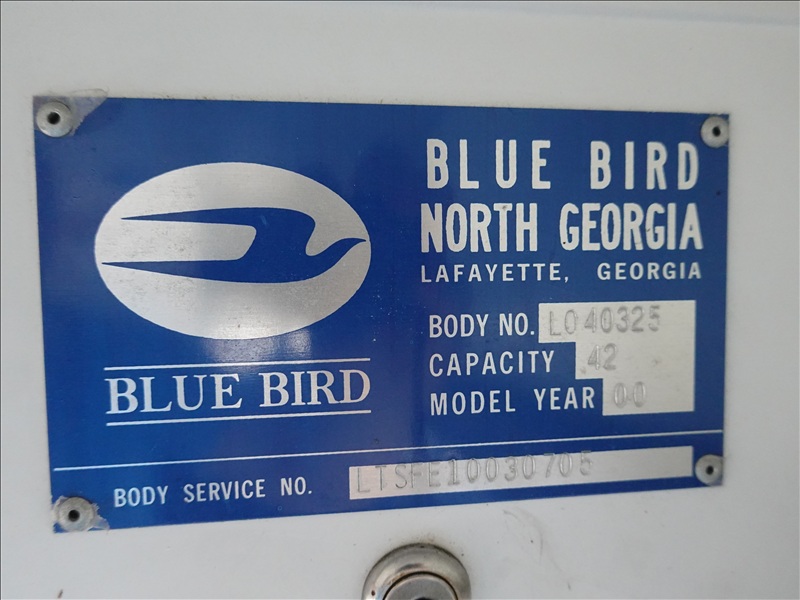 BLUE BIRD
NORTH GEORGIA
LAFAYETTE, GEORGIA
BODY NO. L040325
CAPACITY 42
MODEL YEAR 00
BLUE BIRD
BODY SERVICE NO. LTSFE10030705